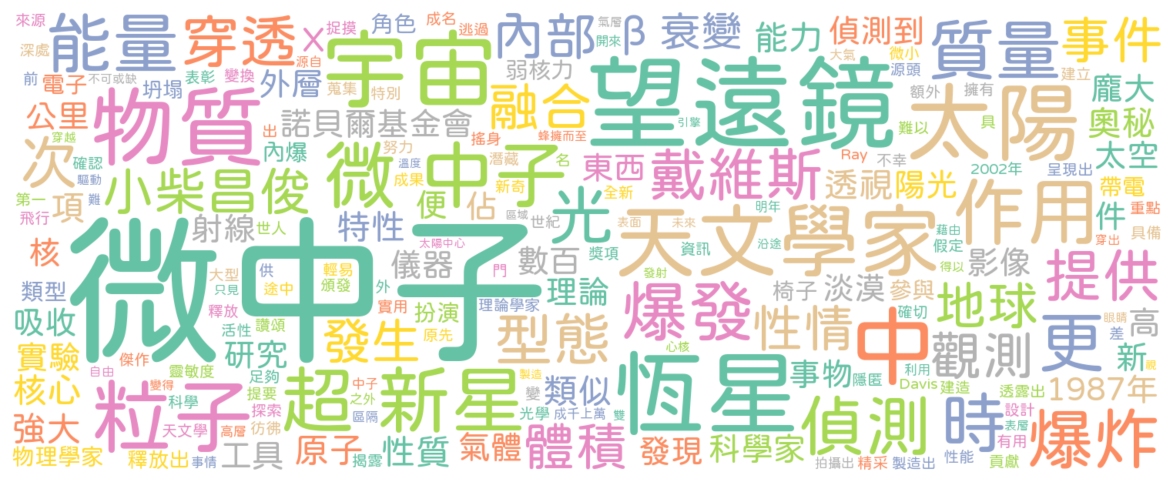 來源
深處
能量
穿透
X
源自
捉摸
角色
成名
逃過
氣層
開來
內部
β
衰變
能力
偵測到
大氣
微小
源頭
質量
事件
前
電子
不可或缺
坍塌
表彰
變換
外層
蒐集
特別
宇宙
弱核力
望遠鏡
引擎
難以
額外
建立
擁有
具
太陽
龐大
奧秘
太空
公里
穿越
確認
驅動
物質
出
內爆
諾貝爾基金會
努力
溫度
成果
搖身
潛藏
融合
蜂擁而至
名
新奇
全新
東西
戴維斯
Ray
不幸
透視
陽光
2002年
呈現出
帶電
次
第一
難
飛行
項
小柴昌俊
微中子
便
佔
光
區域
世紀
表面
未來
獎項
天文學家
明年
資訊
沿途
作用
藉由
假定
件
重點
穿出
具備
核
射線
世人
特性
太陽中心
儀器
門
數百
發射
得以
影像
微中子
大型
只見
供
途中
輕易
頒發
外
實用
扮演
原先
理論學家
理論
爆發
椅子
淡漠
參與
地球
提供
類型
吸收
釋放
活性
讚頌
研究
發生
型態
性情
中
確切
觀測
更
眼睛
差
高
新
親
實驗
核心
傑作
自由
靈敏度
變得
粒子
足夠
提要
科學
探索
彷彿
超新星
中子
之外
區隔
製造
變
類似
光學
成千上萬
雙
心核
恆星
事物
隱匿
利用
Davis
建造
透露出
1987年
強大
天文學
高層
工具
原子
揭露
性質
氣體
體積
發現
科學家
偵測
時
設計
表層
有用
爆炸
物理學家
釋放出
事情
拍攝出
精采
製造出
性能
貢獻